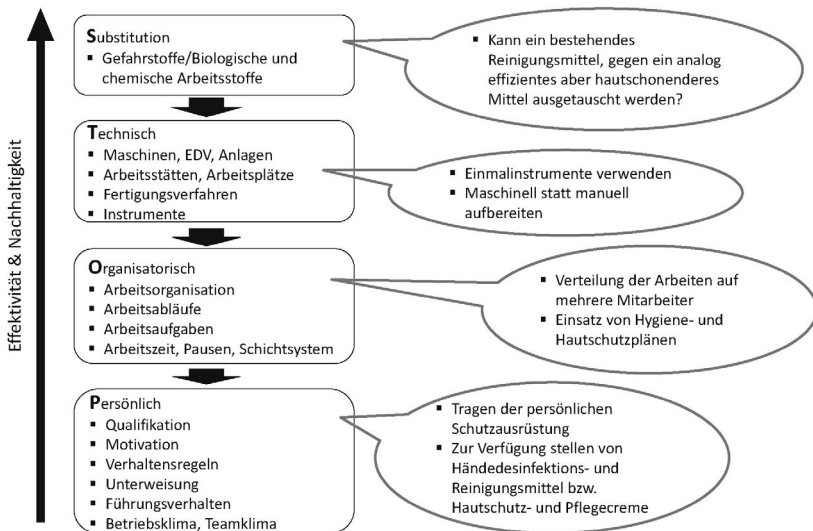 Effektivität & Nachhaltigkeit
Substitution
▪ Gefahrstoffe/Biologische und
chemische Arbeitsstoffe
▪ Kann ein bestehendes
Reinigungsmittel, gegen ein analog
effizientes aber hautschonenderes
Mittel ausgetauscht werden?
Technisch
▪ Maschinen, EDV, Anlagen
▪ Arbeitsstätten, Arbeitsplätze
▪ Fertigungsverfahren
▪ Instrumente
▪ Einmalinstrumente verwenden
▪ Maschinell statt manuell
aufbereiten
Organisatorisch
▪ Arbeitsorganisation
▪ Arbeitsabläufe
▪ Arbeitsaufgaben
▪ Arbeitszeit, Pausen, Schichtsystem
▪ Verteilung der Arbeiten auf
mehrere Mitarbeiter
▪ Einsatz von Hygiene- und
Hautschutzplänen
Persönlich
▪ Qualifikation
▪ Motivation
▪ Verhaltensregeln
▪ Unterweisung
▪ Führungsverhalten
▪ Betriebsklima, Teamklima
▪ Tragen der persönlichen
Schutzausrüstung
▪ Zur Verfügung stellen von
Händedesinfektions- und
Reinigungsmittel bzw.
Hautschutz- und Pflegecreme